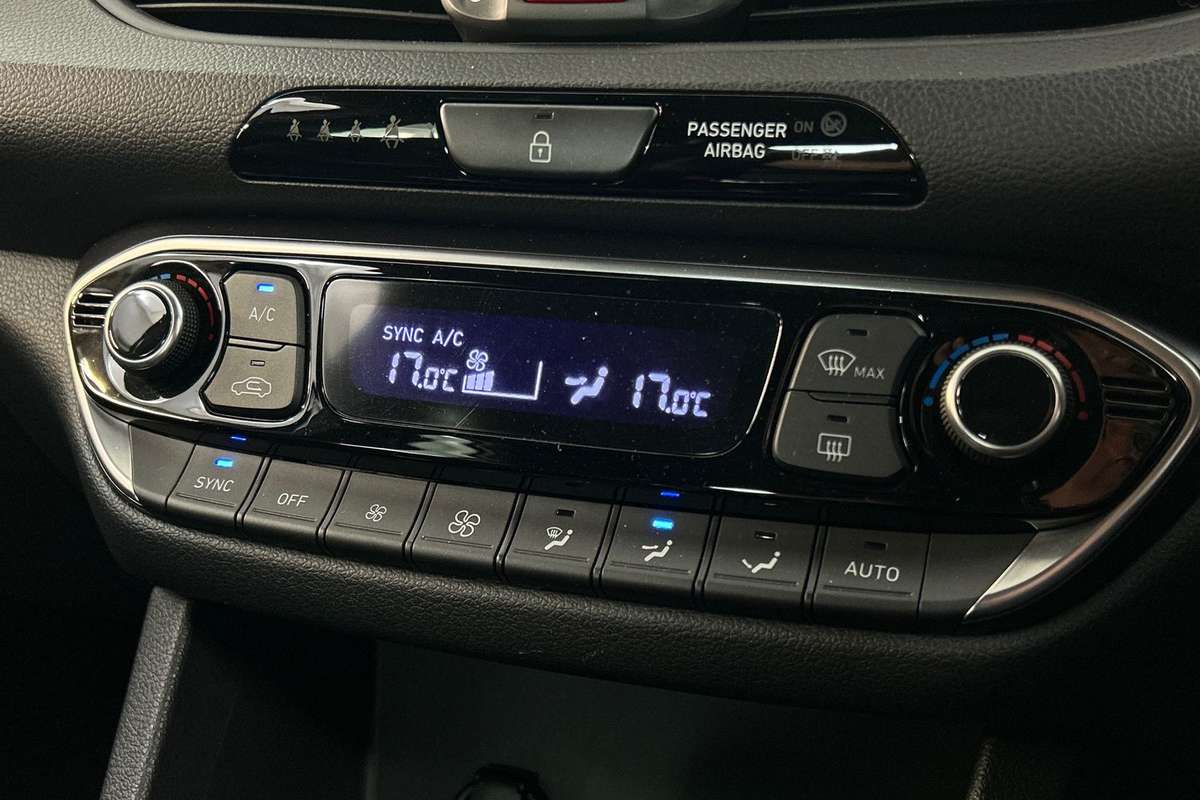 PASSENGER
AIRBAG
ON
OFF
A/C
SYNC A/C
17.0°C
17.0°C
MAX
SYNC
OFF
AUTO